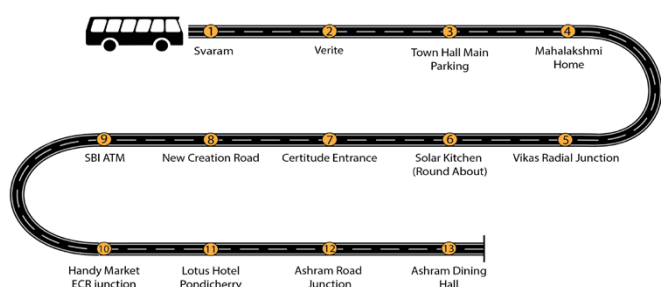 1
Svaram
2
Verite
3
Town Hall Main
Parking
4
Mahalakshmi
Home
5
Vikas Radial Junction
6
Solar Kitchen
(Round About)
7
Certitude Entrance
8
New Creation Road
9
SBI ATM
10
Handy Market
ECR junction
11
Lotus Hotel
Pondicherry
12
Ashram Road
Junction
13
Ashram Dining
Hall